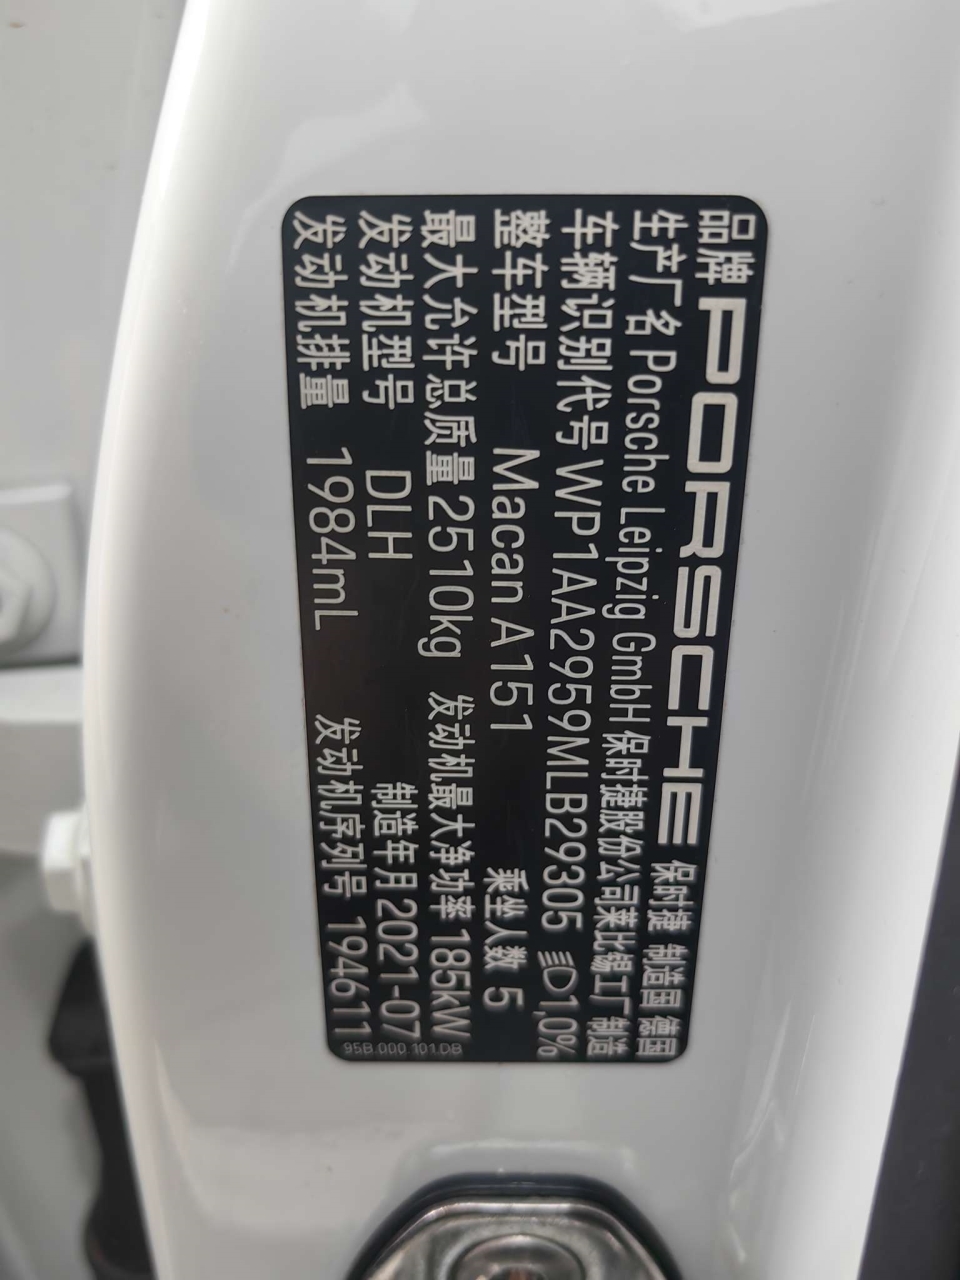 品牌 PORSCHE 保时捷 制造国 德国
生产厂名 Porsche Leipzig GmbH 保时捷股份公司莱比锡工厂 制造
车辆识别代号 WP1AA2959MLB29305 1,0%
整车型号 Macan A151 乘坐人数 5
最大允许总质量 2510kg 发动机最大净功率 185kW
发动机型号 DLH 制造年月 2021-07
发动机排量 1984mL 发动机序列号 194611
95B.000.101.DB